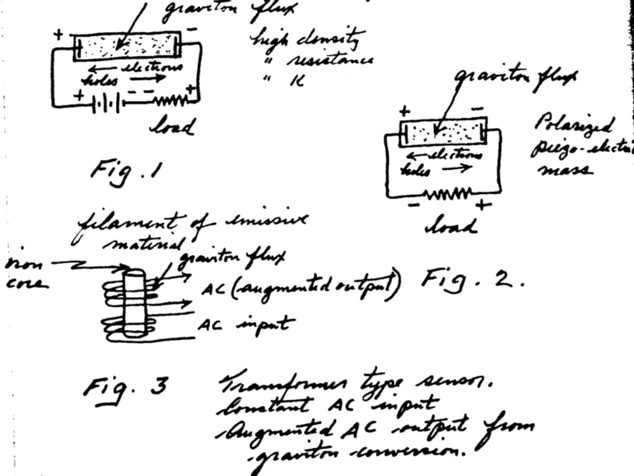 graviton flux
+ −
high density
" resistance
" K
← electrons
holes →
+ − − +
load
Fig. 1
graviton flux
+ −
Polarized
piezo-electric
mass
← electrons
holes →
− +
load
Fig. 2.
filament of emissive
material
graviton flux
iron
core
AC (augmented output)
AC input
Fig. 3
Transformer type sensor.
Constant AC input
Augmented AC output from
graviton conversion.